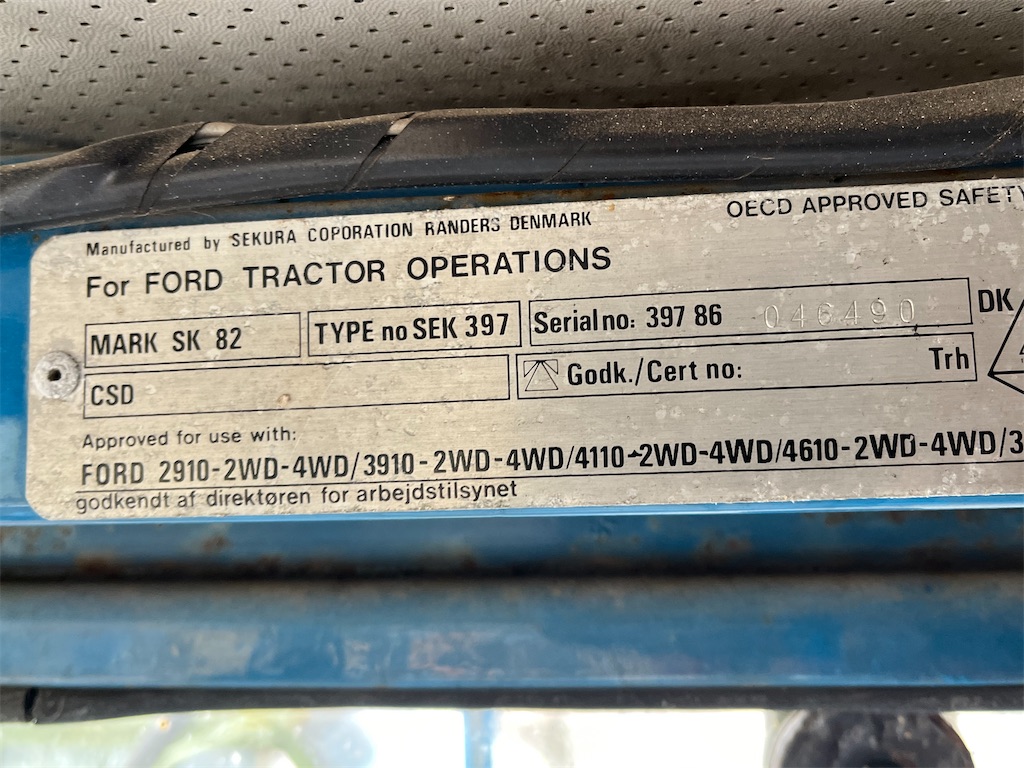 Manufactured by SEKURA COPORATION RANDERS DENMARK
OECD APPROVED SAFETY
For FORD TRACTOR OPERATIONS
MARK SK 82
TYPE no SEK 397
Serial no: 397 86 046490
DK
CSD
Godk./Cert no: Trh
Approved for use with:
FORD 2910-2WD-4WD/3910-2WD-4WD/4110-2WD-4WD/4610-2WD-4WD/3
godkendt af direktøren for arbejdstilsynet